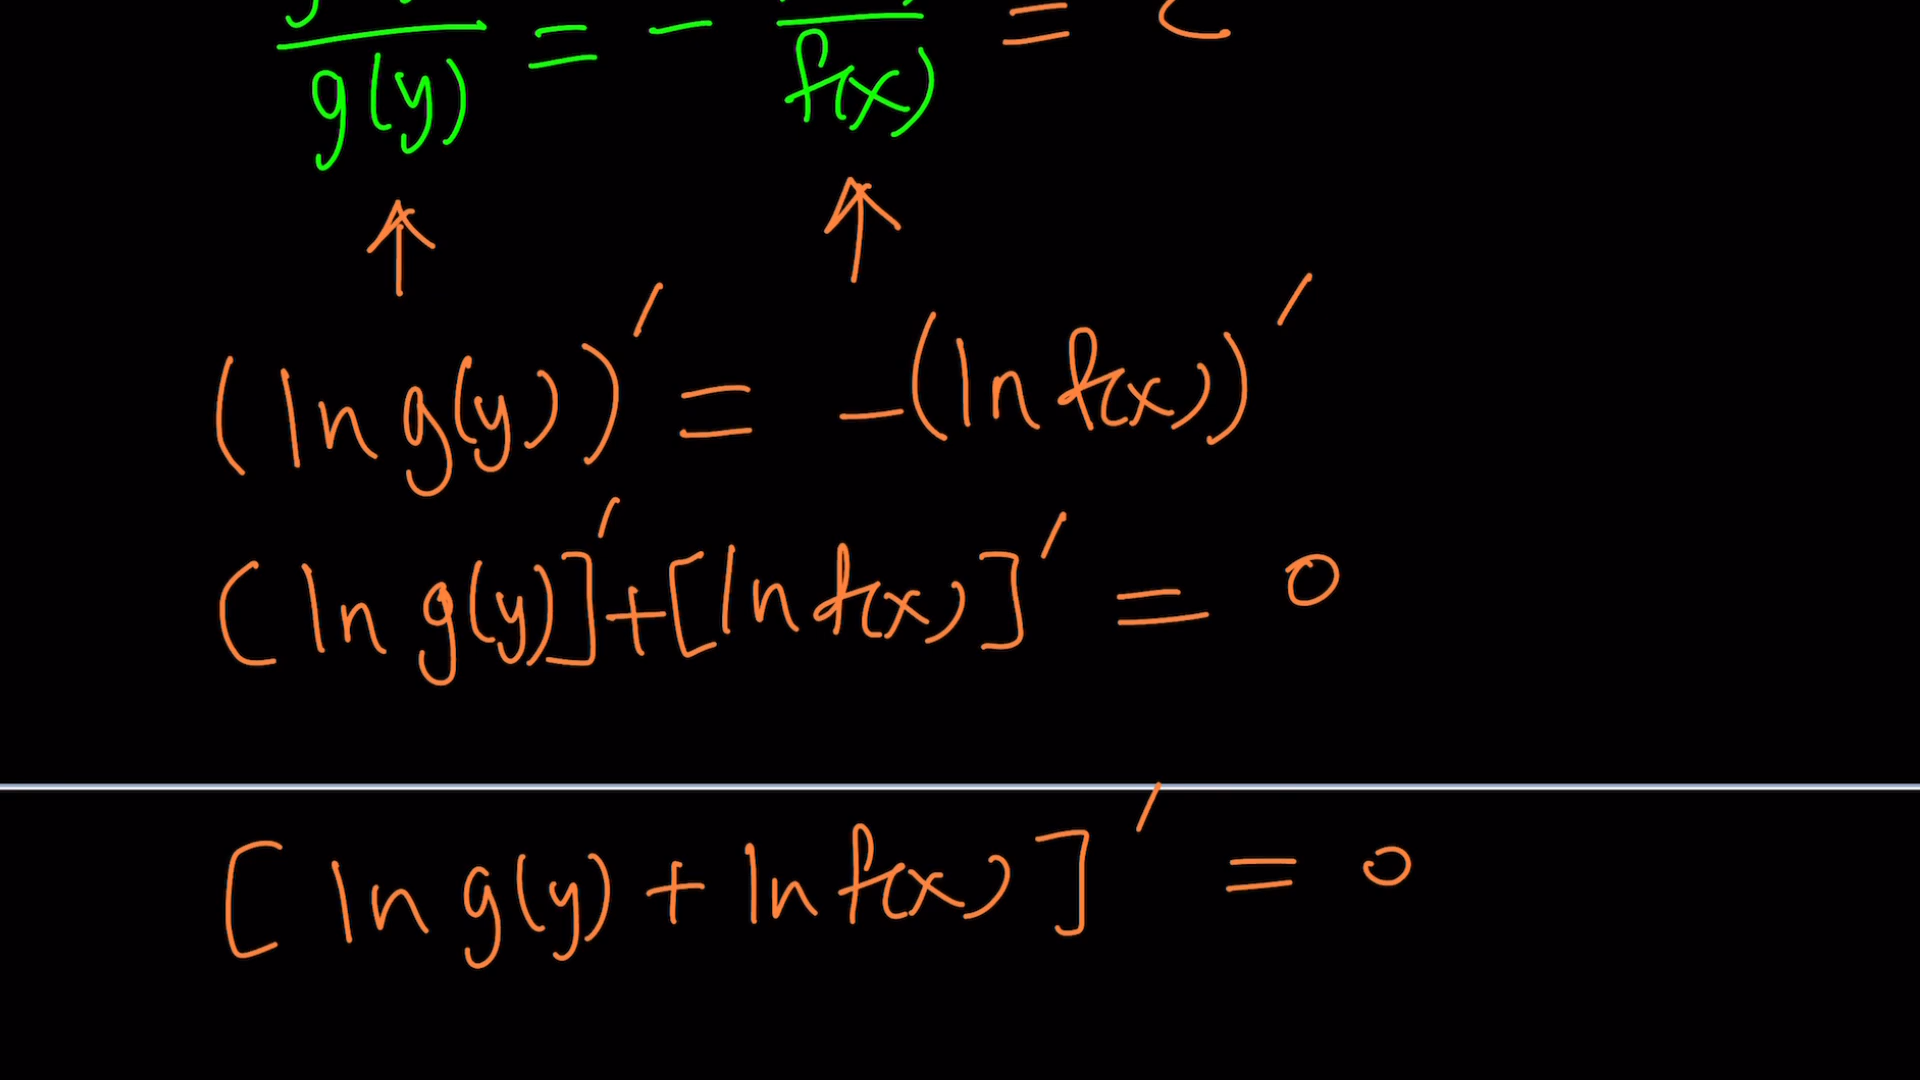 g(y) = - f(x) = c
(ln g(y))' = -(ln f(x))'
[ln g(y)]' + [ln f(x)]' = 0
[ln g(y) + ln f(x)]' = 0